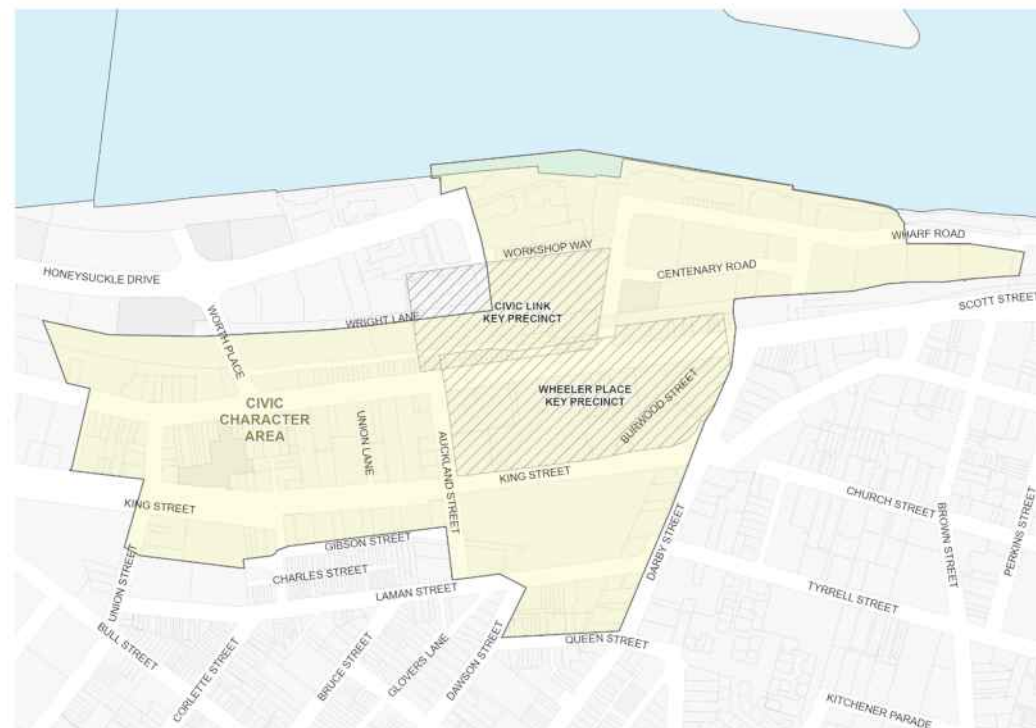 WORKSHOP WAY
WHARF ROAD
HONEYSUCKLE DRIVE
CENTENARY ROAD
SCOTT STREET
CIVIC LINK
KEY PRECINCT
WRIGHT LANE
WORTH PLACE
WHEELER PLACE
KEY PRECINCT
BURWOOD STREET
CIVIC
CHARACTER
AREA
UNION LANE
AUCKLAND STREET
KING STREET
KING STREET
CHURCH STREET
BROWN STREET
PERKINS STREET
DARBY STREET
GIBSON STREET
CHARLES STREET
LAMAN STREET
UNION STREET
TYRRELL STREET
BULL STREET
CORLETTE STREET
BRUCE STREET
GLOVERS LANE
DAWSON STREET
QUEEN STREET
KITCHENER PARADE